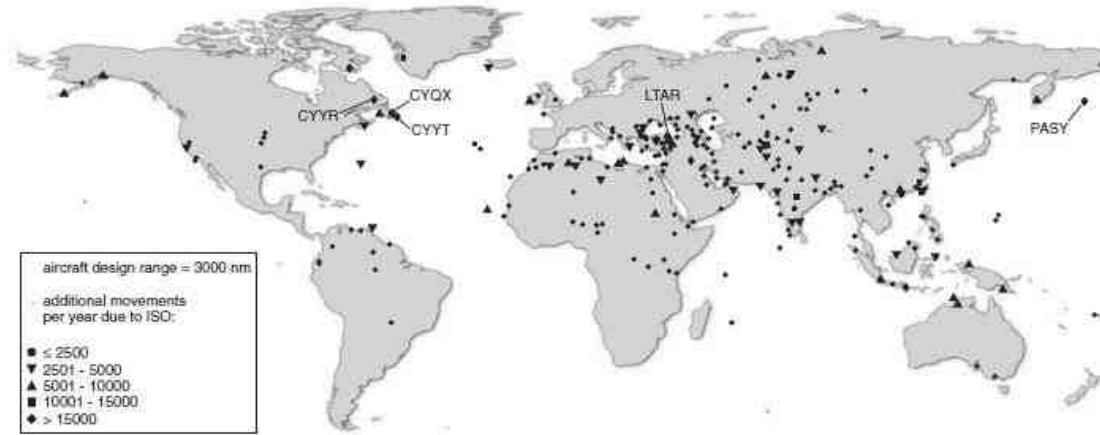 CYQX
LTAR
CYYR
CYYT
PASY
aircraft design range = 3000 nm
additional movements
per year due to ISO:
≤ 2500
2501 - 5000
5001 - 10000
10001 - 15000
> 15000